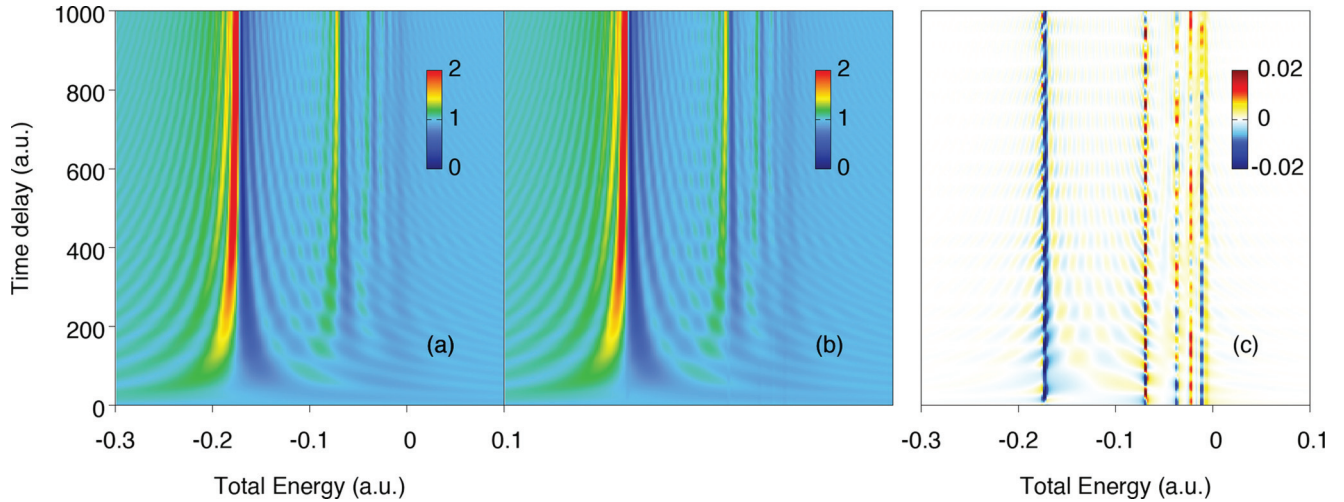 1000
800
600
400
200
0
Time delay (a.u.)
2
1
0
(a)
2
1
0
(b)
0.02
0
-0.02
(c)
-0.3 -0.2 -0.1 0 0.1
-0.3 -0.2 -0.1 0 0.1
Total Energy (a.u.)
Total Energy (a.u.)